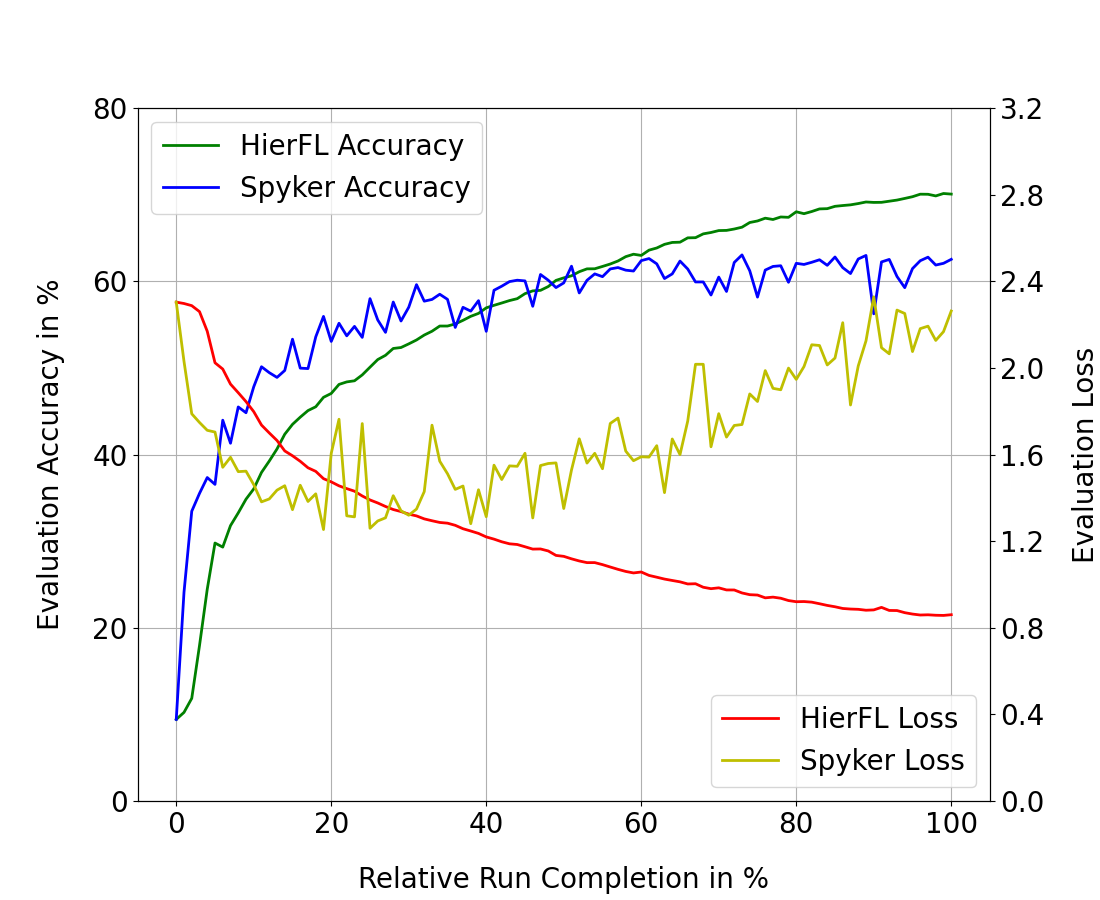 HierFL Accuracy
Spyker Accuracy
HierFL Loss
Spyker Loss
80
60
40
20
0
3.2
2.8
2.4
2.0
1.6
1.2
0.8
0.4
0.0
0 20 40 60 80 100
Evaluation Accuracy in %
Evaluation Loss
Relative Run Completion in %